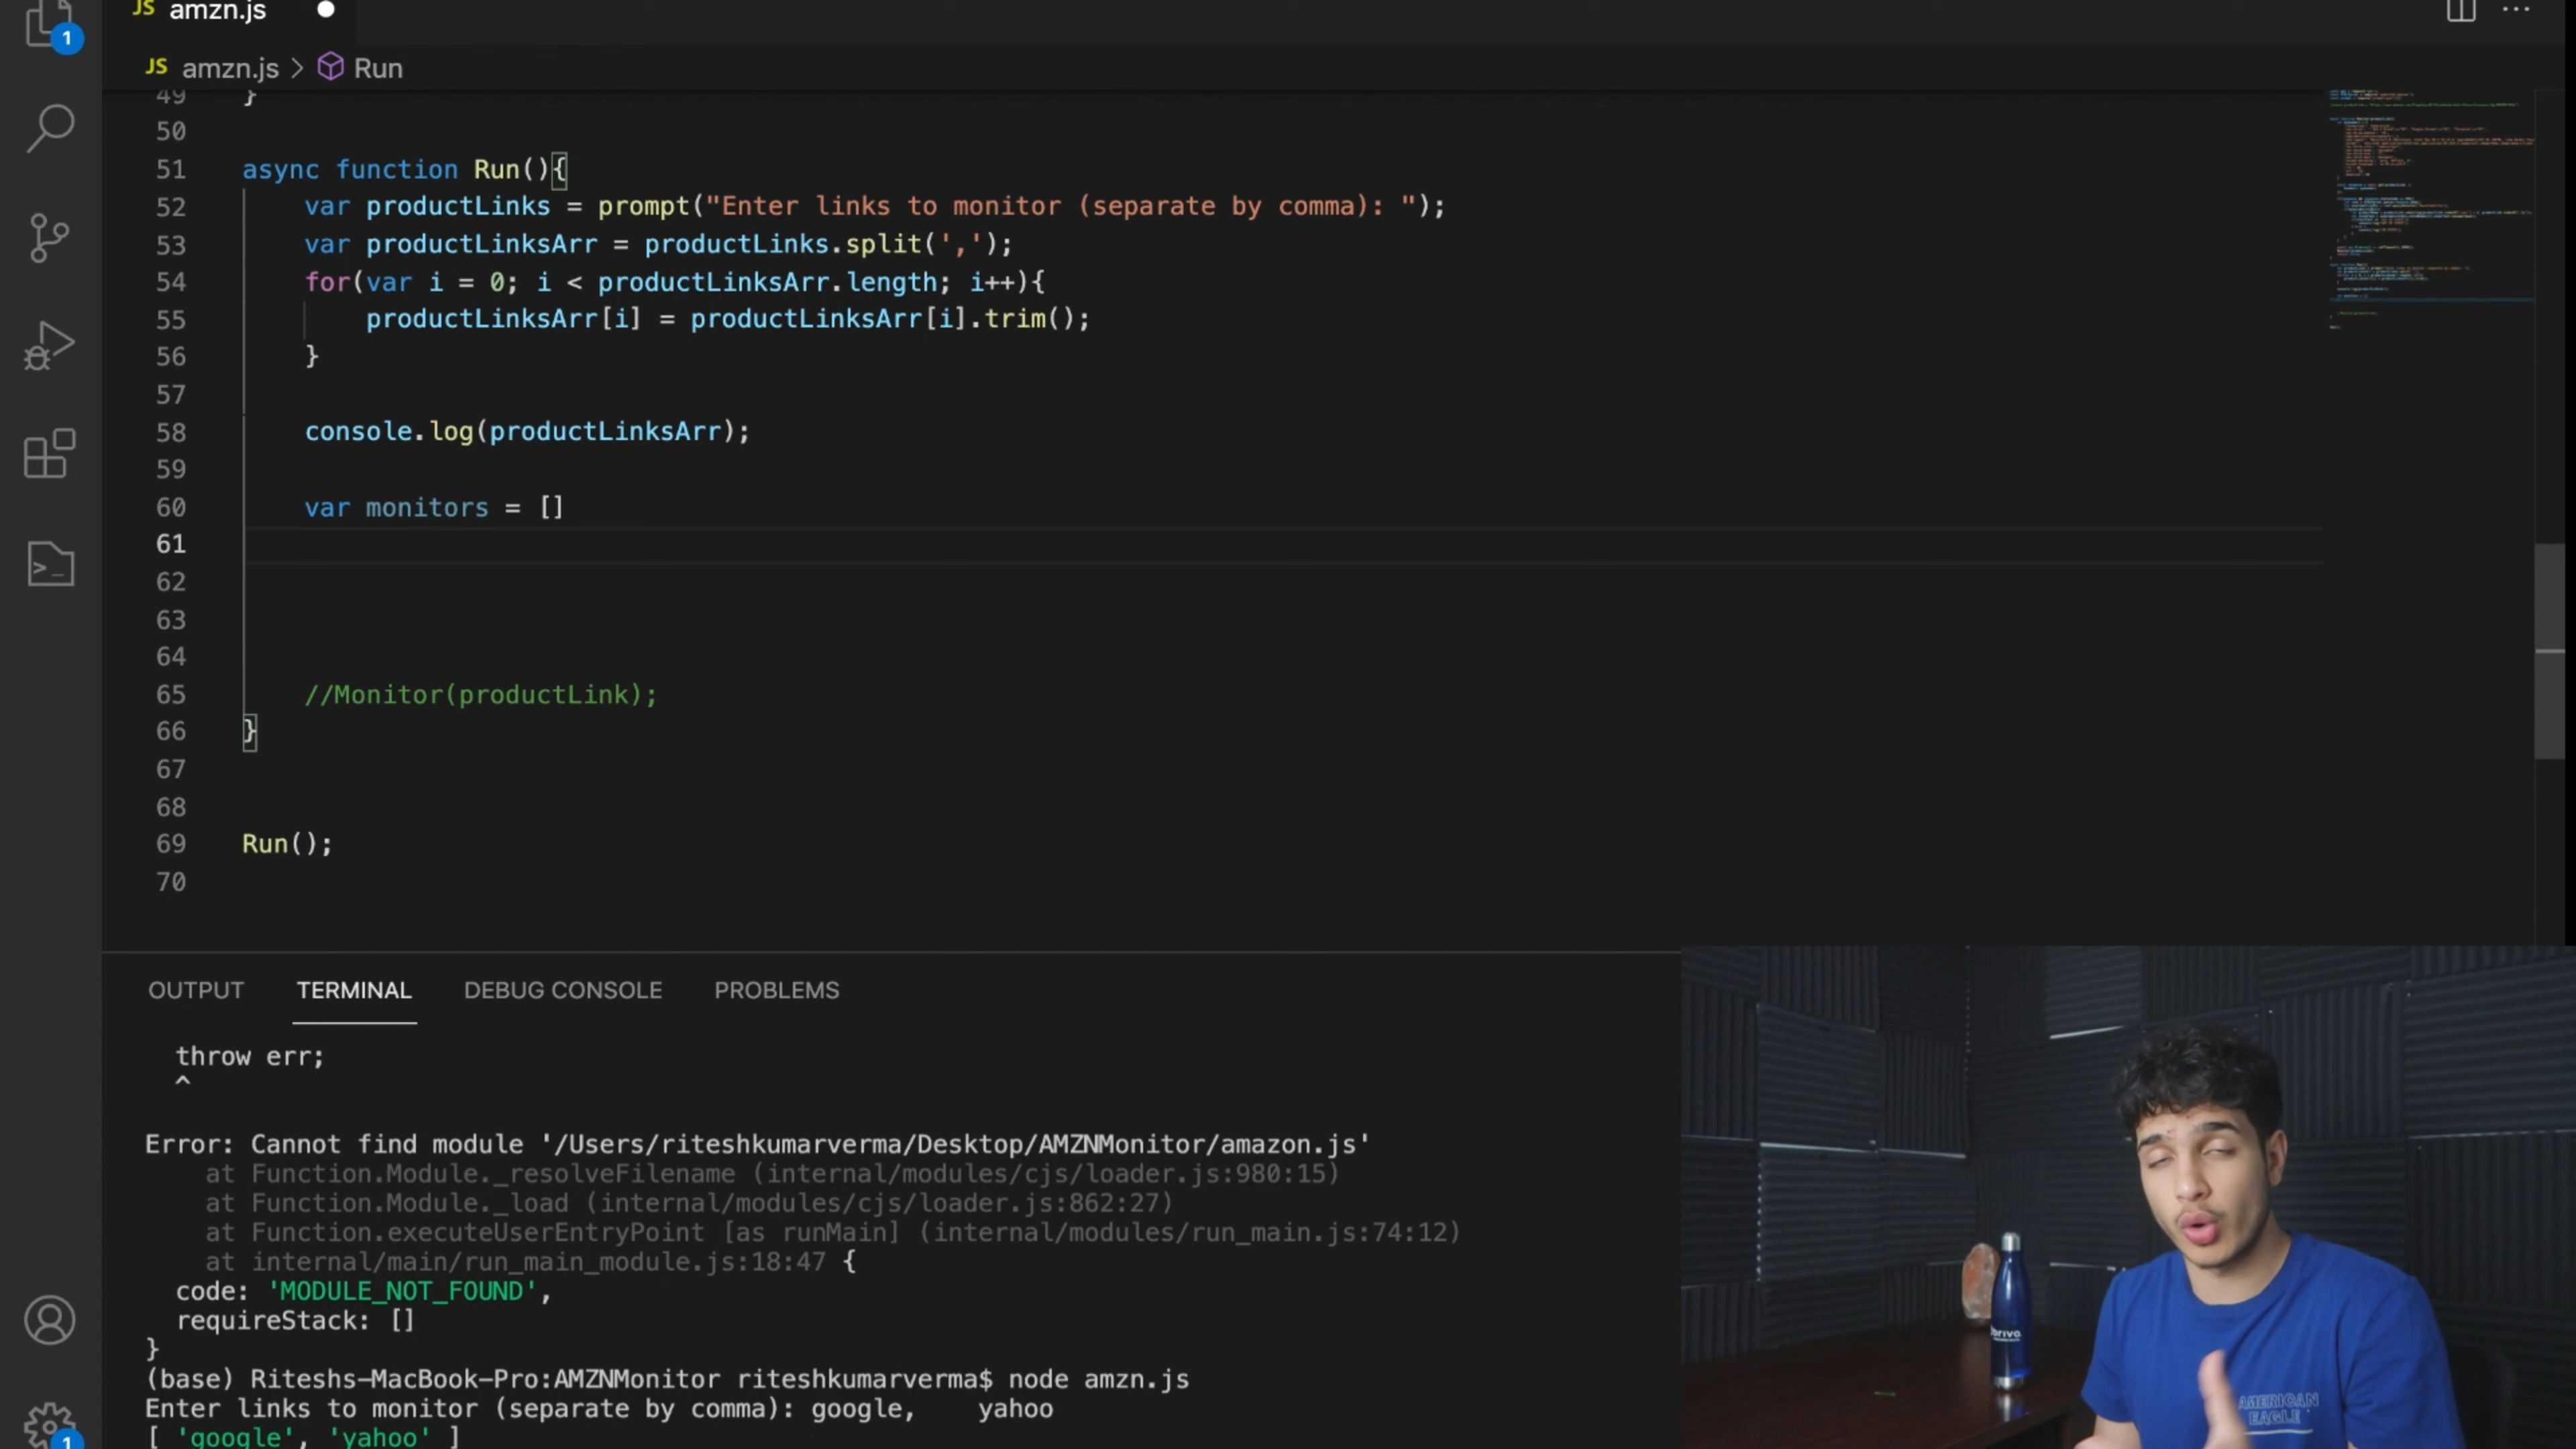 JS amzn.js
JS amzn.js > Run
49 }
50
51 async function Run(){
52 var productLinks = prompt("Enter links to monitor (separate by comma): ");
53 var productLinksArr = productLinks.split(',');
54 for(var i = 0; i < productLinksArr.length; i++){
55 productLinksArr[i] = productLinksArr[i].trim();
56 }
57
58 console.log(productLinksArr);
59
60 var monitors = []
61
62
63
64
65 //Monitor(productLink);
66 }
67
68
69 Run();
70
1
OUTPUT TERMINAL DEBUG CONSOLE PROBLEMS
throw err;
^
Error: Cannot find module '/Users/riteshkumarverma/Desktop/AMZNMonitor/amazon.js'
at Function.Module._resolveFilename (internal/modules/cjs/loader.js:980:15)
at Function.Module._load (internal/modules/cjs/loader.js:862:27)
at Function.executeUserEntryPoint [as runMain] (internal/modules/run_main.js:74:12)
at internal/main/run_main_module.js:18:47 {
code: 'MODULE_NOT_FOUND',
requireStack: []
}
(base) Riteshs-MacBook-Pro:AMZNMonitor riteshkumarverma$ node amzn.js
Enter links to monitor (separate by comma): google,    yahoo
[ 'google', 'yahoo' ]
1
AMERICAN
EAGLE